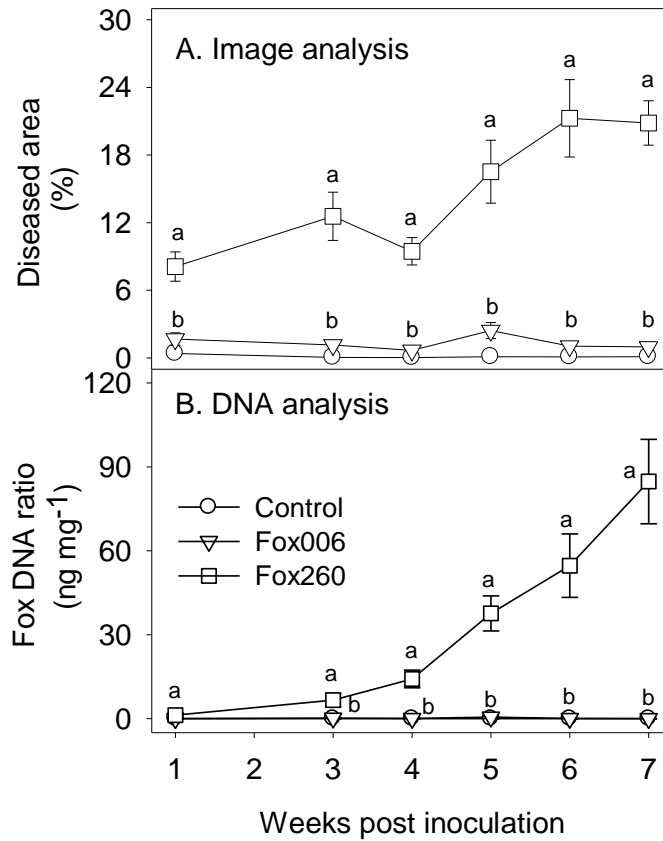 30
A. Image analysis
a
a
24
a
18
a
a
12
a
Diseased area
(%)
6
b
b
b
b
b
b
0
120
B. DNA analysis
90
a
Control
Fox006
Fox260
60
a
a
30
a
a
a
Fox DNA ratio
(ng mg-1)
b
b
b
b
b
0
1
2
3
4
5
6
7
Weeks post inoculation